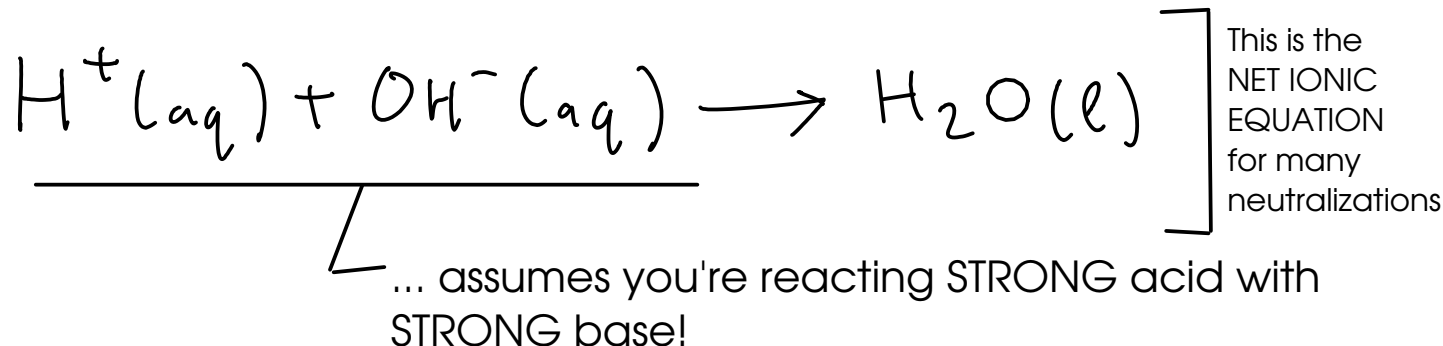 H⁺(aq) + OH⁻(aq) → H₂O(l)
This is the
NET IONIC
EQUATION
for many
neutralizations
... assumes you're reacting STRONG acid with
STRONG base!